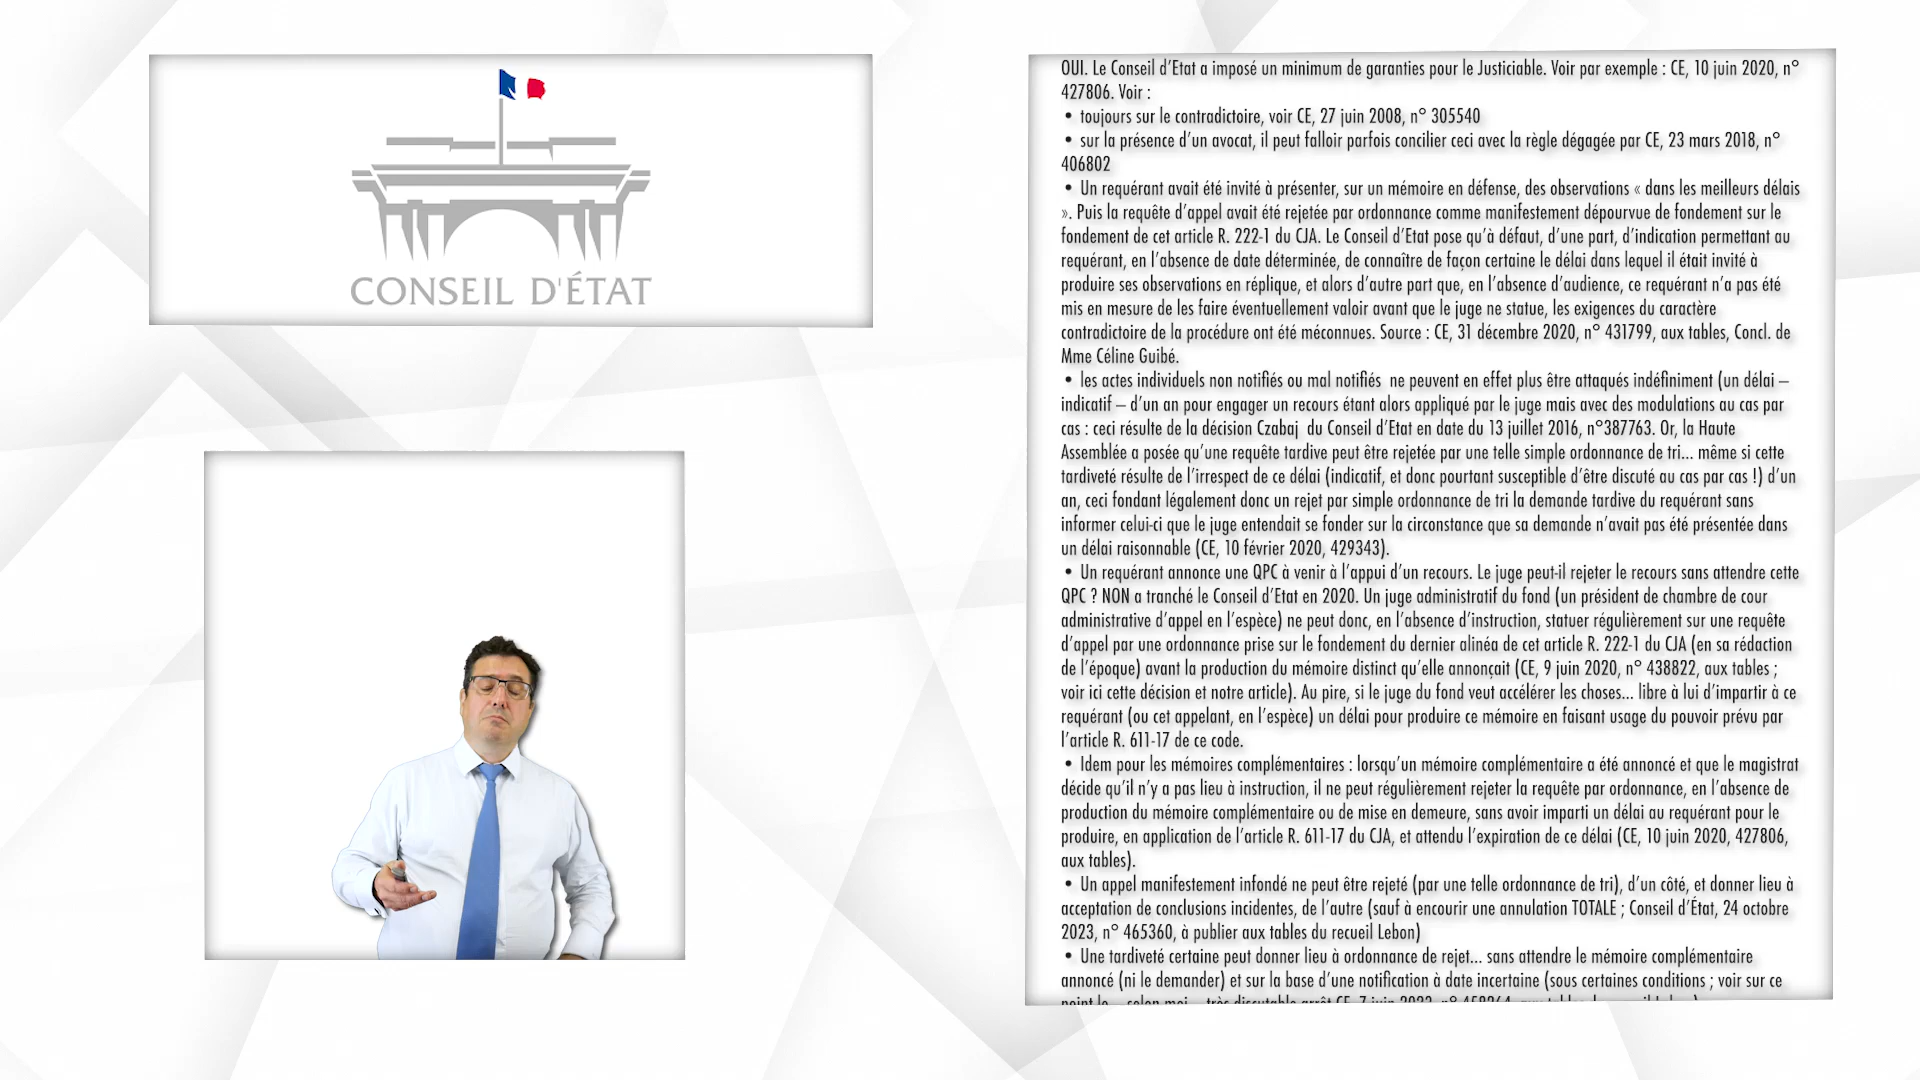 CONSEIL D'ÉTAT
OUI. Le Conseil d'Etat a imposé un minimum de garanties pour le Justiciable. Voir par exemple : CE, 10 juin 2020, n°
427806. Voir :
• toujours sur le contradictoire, voir CE, 27 juin 2008, n° 305540
• sur la présence d'un avocat, il peut falloir parfois concilier ceci avec la règle dégagée par CE, 23 mars 2018, n°
406802
• Un requérant avait été invité à présenter, sur un mémoire en défense, des observations « dans les meilleurs délais
». Puis la requête d'appel avait été rejetée par ordonnance comme manifestement dépourvue de fondement sur le
fondement de cet article R. 222-1 du CJA. Le Conseil d'Etat pose qu'à défaut, d'une part, d'indication permettant au
requérant, en l'absence de date déterminée, de connaître de façon certaine le délai dans lequel il était invité à
produire ses observations en réplique, et alors d'autre part que, en l'absence d'audience, ce requérant n'a pas été
mis en mesure de les faire éventuellement valoir avant que le juge ne statue, les exigences du caractère
contradictoire de la procédure ont été méconnues. Source : CE, 31 décembre 2020, n° 431799, aux tables, Concl. de
Mme Céline Guibé.
• les actes individuels non notifiés ou mal notifiés ne peuvent en effet plus être attaqués indéfiniment (un délai –
indicatif – d'un an pour engager un recours étant alors appliqué par le juge mais avec des modulations au cas par
cas : ceci résulte de la décision Czabaj du Conseil d'Etat en date du 13 juillet 2016, n°387763. Or, la Haute
Assemblée a posée qu'une requête tardive peut être rejetée par une telle simple ordonnance de tri... même si cette
tardiveté résulte de l'irrespect de ce délai (indicatif, et donc pourtant susceptible d'être discuté au cas par cas !) d'un
an, ceci fondant légalement donc un rejet par simple ordonnance de tri la demande tardive du requérant sans
informer celui-ci que le juge entendait se fonder sur la circonstance que sa demande n'avait pas été présentée dans
un délai raisonnable (CE, 10 février 2020, 429343).
• Un requérant annonce une QPC à venir à l'appui d'un recours. Le juge peut-il rejeter le recours sans attendre cette
QPC ? NON a tranché le Conseil d'Etat en 2020. Un juge administratif du fond (un président de chambre de cour
administrative d'appel en l'espèce) ne peut donc, en l'absence d'instruction, statuer régulièrement sur une requête
d'appel par une ordonnance prise sur le fondement du dernier alinéa de cet article R. 222-1 du CJA (en sa rédaction
de l'époque) avant la production du mémoire distinct qu'elle annonçait (CE, 9 juin 2020, n° 438822, aux tables ;
voir ici cette décision et notre article). Au pire, si le juge du fond veut accélérer les choses... libre à lui d'impartir à ce
requérant (ou cet appelant, en l'espèce) un délai pour produire ce mémoire en faisant usage du pouvoir prévu par
l'article R. 611-17 de ce code.
• Idem pour les mémoires complémentaires : lorsqu'un mémoire complémentaire a été annoncé et que le magistrat
décide qu'il n'y a pas lieu à instruction, il ne peut régulièrement rejeter la requête par ordonnance, en l'absence de
production du mémoire complémentaire ou de mise en demeure, sans avoir imparti un délai au requérant pour le
produire, en application de l'article R. 611-17 du CJA, et attendu l'expiration de ce délai (CE, 10 juin 2020, 427806,
aux tables).
• Un appel manifestement infondé ne peut être rejeté (par une telle ordonnance de tri), d'un côté, et donner lieu à
acceptation de conclusions incidentes, de l'autre (sauf à encourir une annulation TOTALE ; Conseil d'État, 24 octobre
2023, n° 465360, à publier aux tables du recueil Lebon)
• Une tardiveté certaine peut donner lieu à ordonnance de rejet... sans attendre le mémoire complémentaire
annoncé (ni le demander) et sur la base d'une notification à date incertaine (sous certaines conditions ; voir sur ce